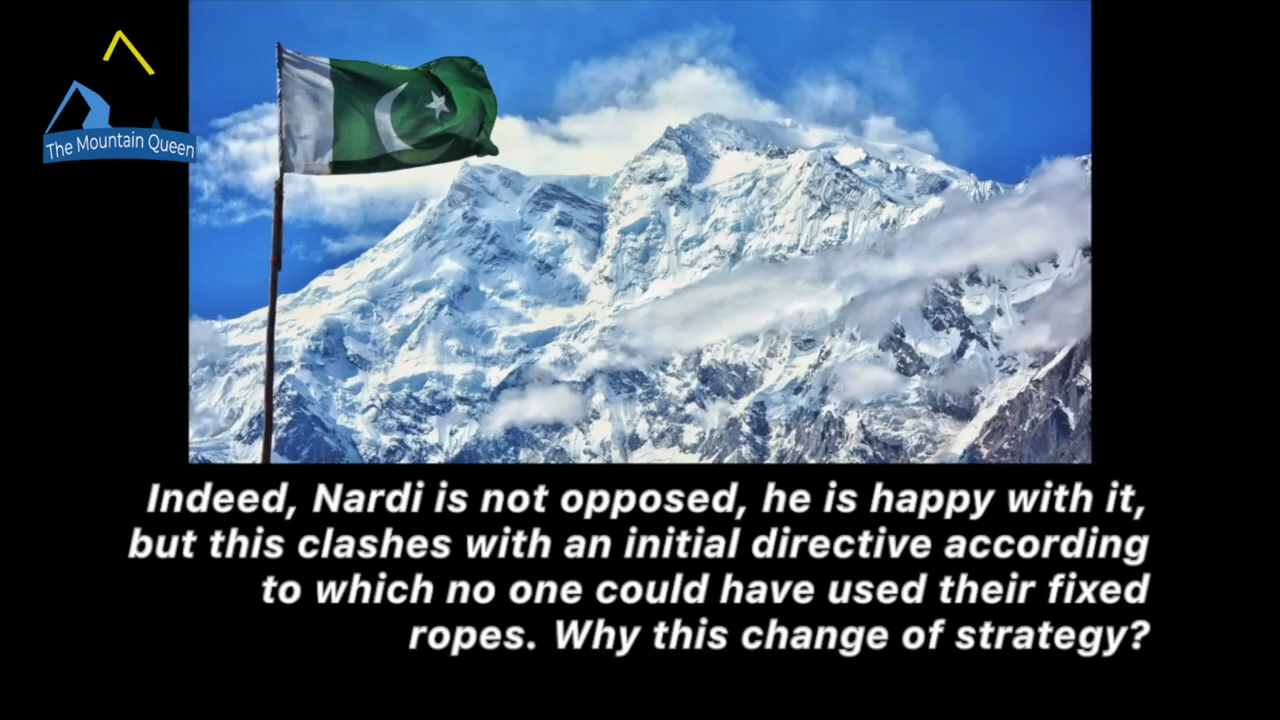 The Mountain Queen
Indeed, Nardi is not opposed, he is happy with it,
but this clashes with an initial directive according
to which no one could have used their fixed
ropes. Why this change of strategy?